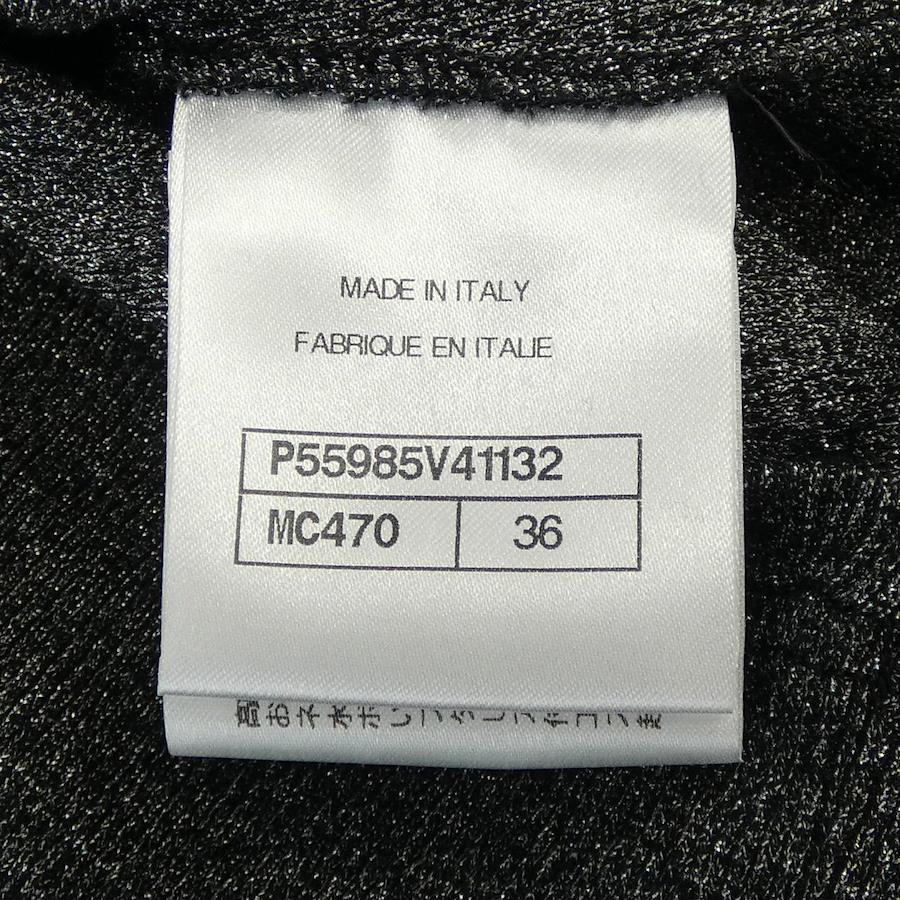 MADE IN ITALY
FABRIQUE EN ITALIE
P55985V41132
MC470 36